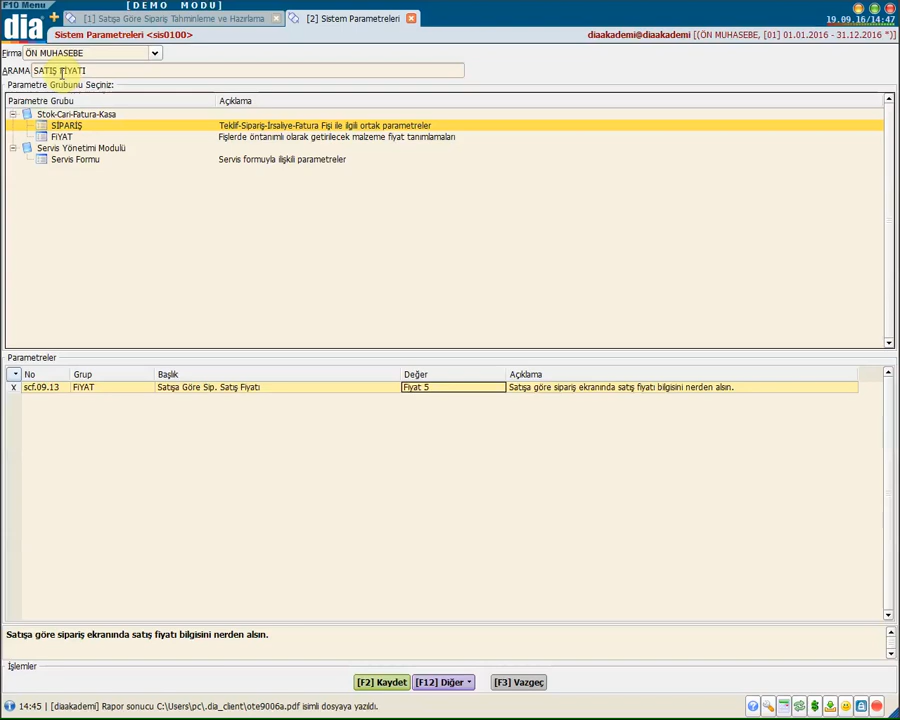 F10 Menu
[ D E M O   M O D U ]
dia
[1] Satışa Göre Sipariş Tahminleme ve Hazırlama
[2] Sistem Parametreleri
19.09.16/14:47
Sistem Parametreleri <sis0100>
diaakademi@diaakademi [(ÖN MUHASEBE, [01] 01.01.2016 - 31.12.2016 ")]
Firma ÖN MUHASEBE
ARAMA SATIŞ FİYATI
Parametre Grubunu Seçiniz:
Parametre Grubu Açıklama
Stok-Cari-Fatura-Kasa
SİPARİŞ Teklif-Sipariş-İrsaliye-Fatura Fişi ile ilgili ortak parametreler
FİYAT Fişlerde öntanımlı olarak getirilecek malzeme fiyat tanımlamaları
Servis Yönetimi Modulü
Servis Formu Servis formuyla ilişkili parametreler
Parametreler
No Grup Başlık Değer Açıklama
x scf.09.13 FİYAT Satışa Göre Sip. Satış Fiyatı Fiyat 5 Satışa göre sipariş ekranında satış fiyatı bilgisini nerden alsın.
Satışa göre sipariş ekranında satış fiyatı bilgisini nerden alsın.
İşlemler
[F2] Kaydet [F12] Diğer [F3] Vazgeç
14:45 | [diaakademi] Rapor sonucu C:\Users\pc\.dia_client\ote9006a.pdf isimli dosyaya yazıldı.